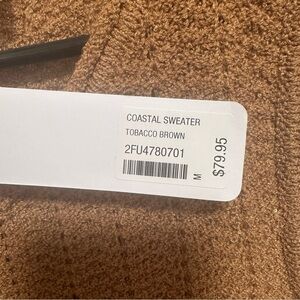 COASTAL SWEATER
TOBACCO BROWN
2FU4780701
M
$79.95